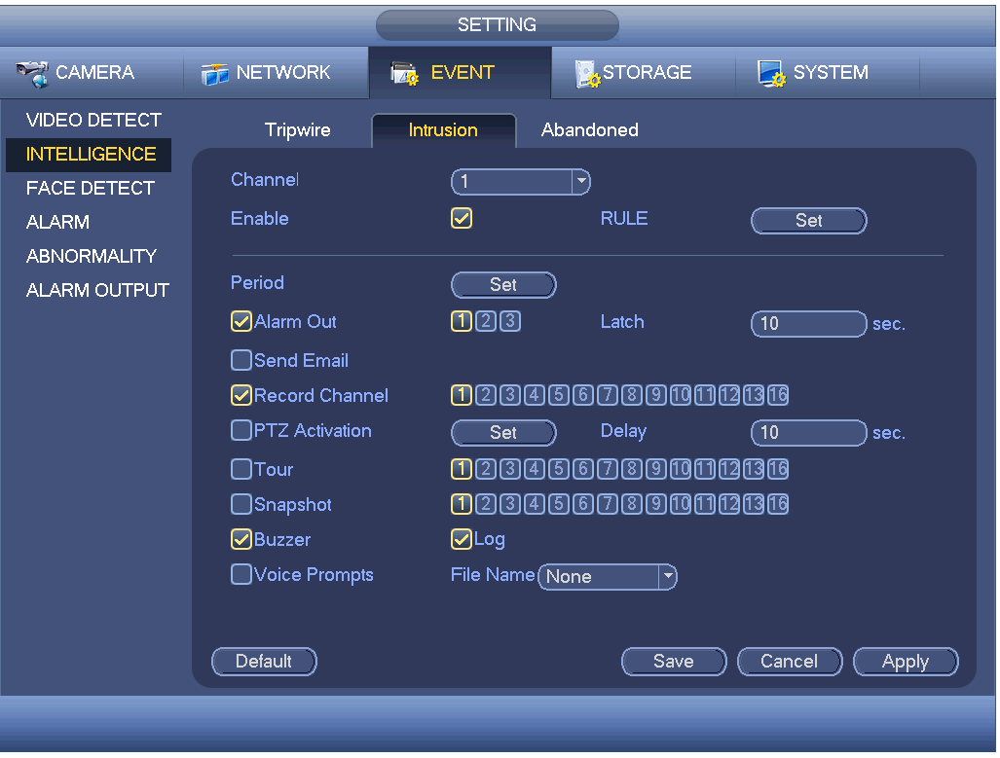 SETTING
CAMERA NETWORK EVENT STORAGE SYSTEM
VIDEO DETECT
INTELLIGENCE
FACE DETECT
ALARM
ABNORMALITY
ALARM OUTPUT
Tripwire Intrusion Abandoned
Channel 1
Enable RULE Set
Period Set
Alarm Out 1 2 3 Latch 10 sec.
Send Email
Record Channel 1 2 3 4 5 6 7 8 9 10 11 12 13 16
PTZ Activation Set Delay 10 sec.
Tour 1 2 3 4 5 6 7 8 9 10 11 12 13 16
Snapshot 1 2 3 4 5 6 7 8 9 10 11 12 13 16
Buzzer Log
Voice Prompts File Name None
Default Save Cancel Apply